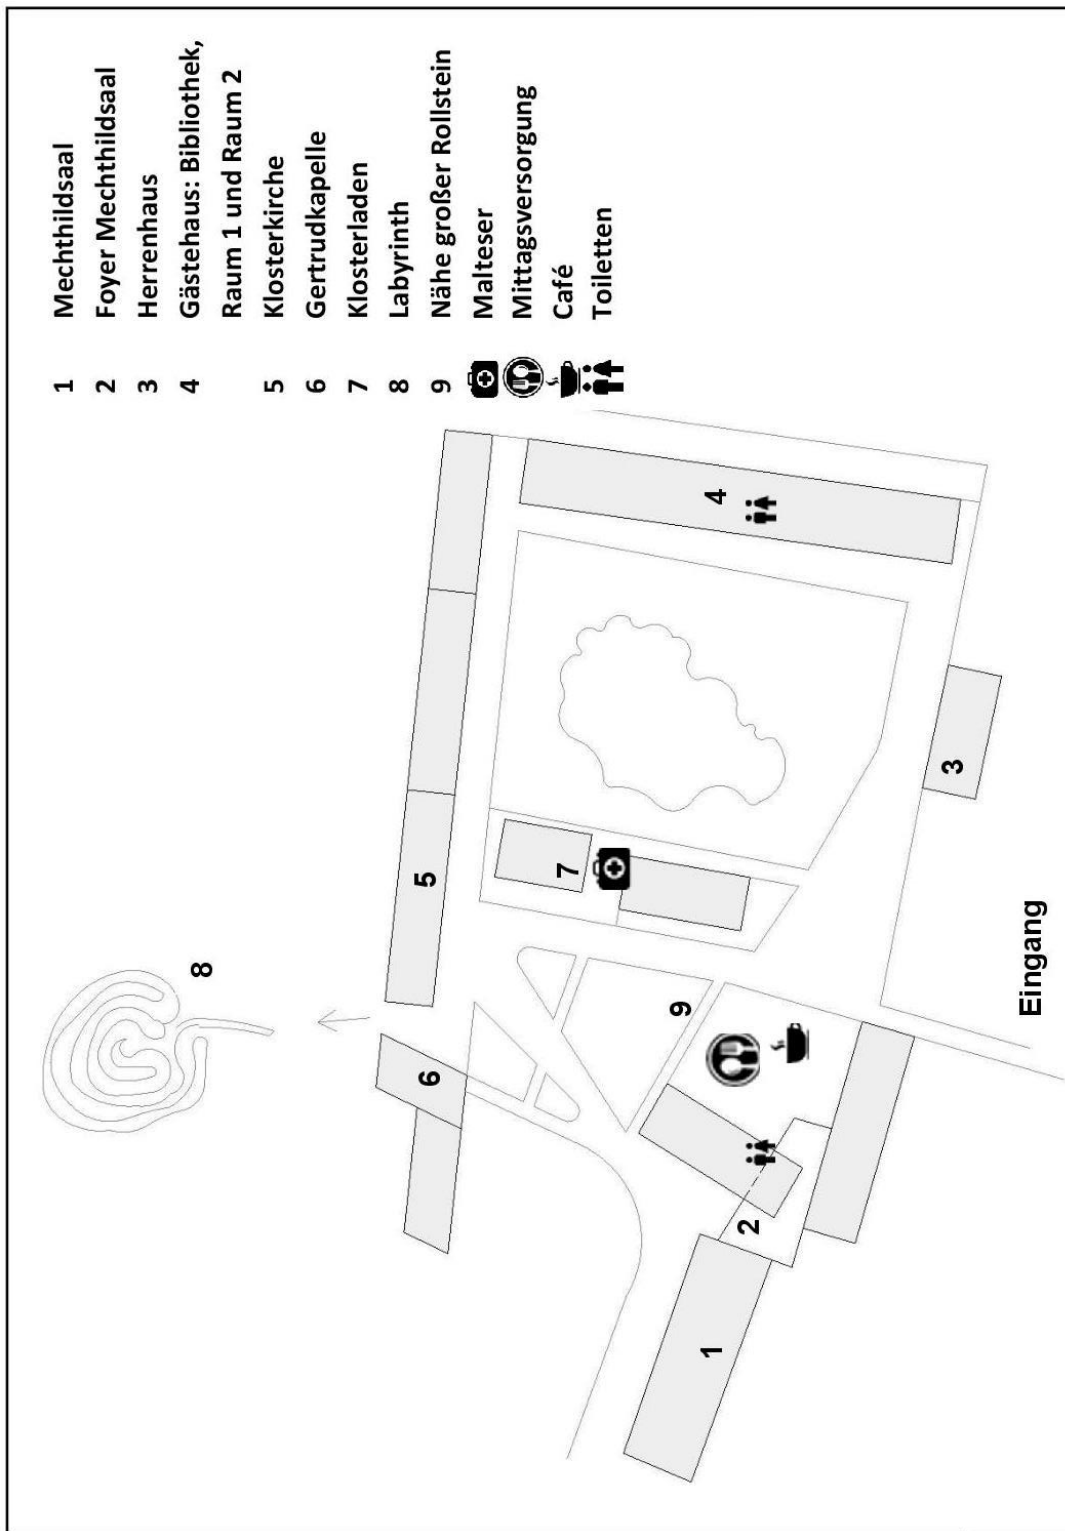 1 Mechthildsaal
2 Foyer Mechthildsaal
3 Herrenhaus
4 Gästehaus: Bibliothek,
Raum 1 und Raum 2
5 Klosterkirche
6 Gertrudkapelle
7 Klosterladen
8 Labyrinth
9 Nähe großer Rollstein
Malteser
Mittagsversorgung
Café
Toiletten
8
5
6
7
4
9
3
2
1
Eingang